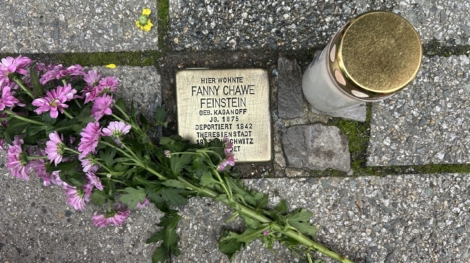 HIER WOHNTE
FANNY CHAWE
FEINSTEIN
GEB. KAGANOFF
JG. 1875
DEPORTIERT 1942
THERESIENSTADT